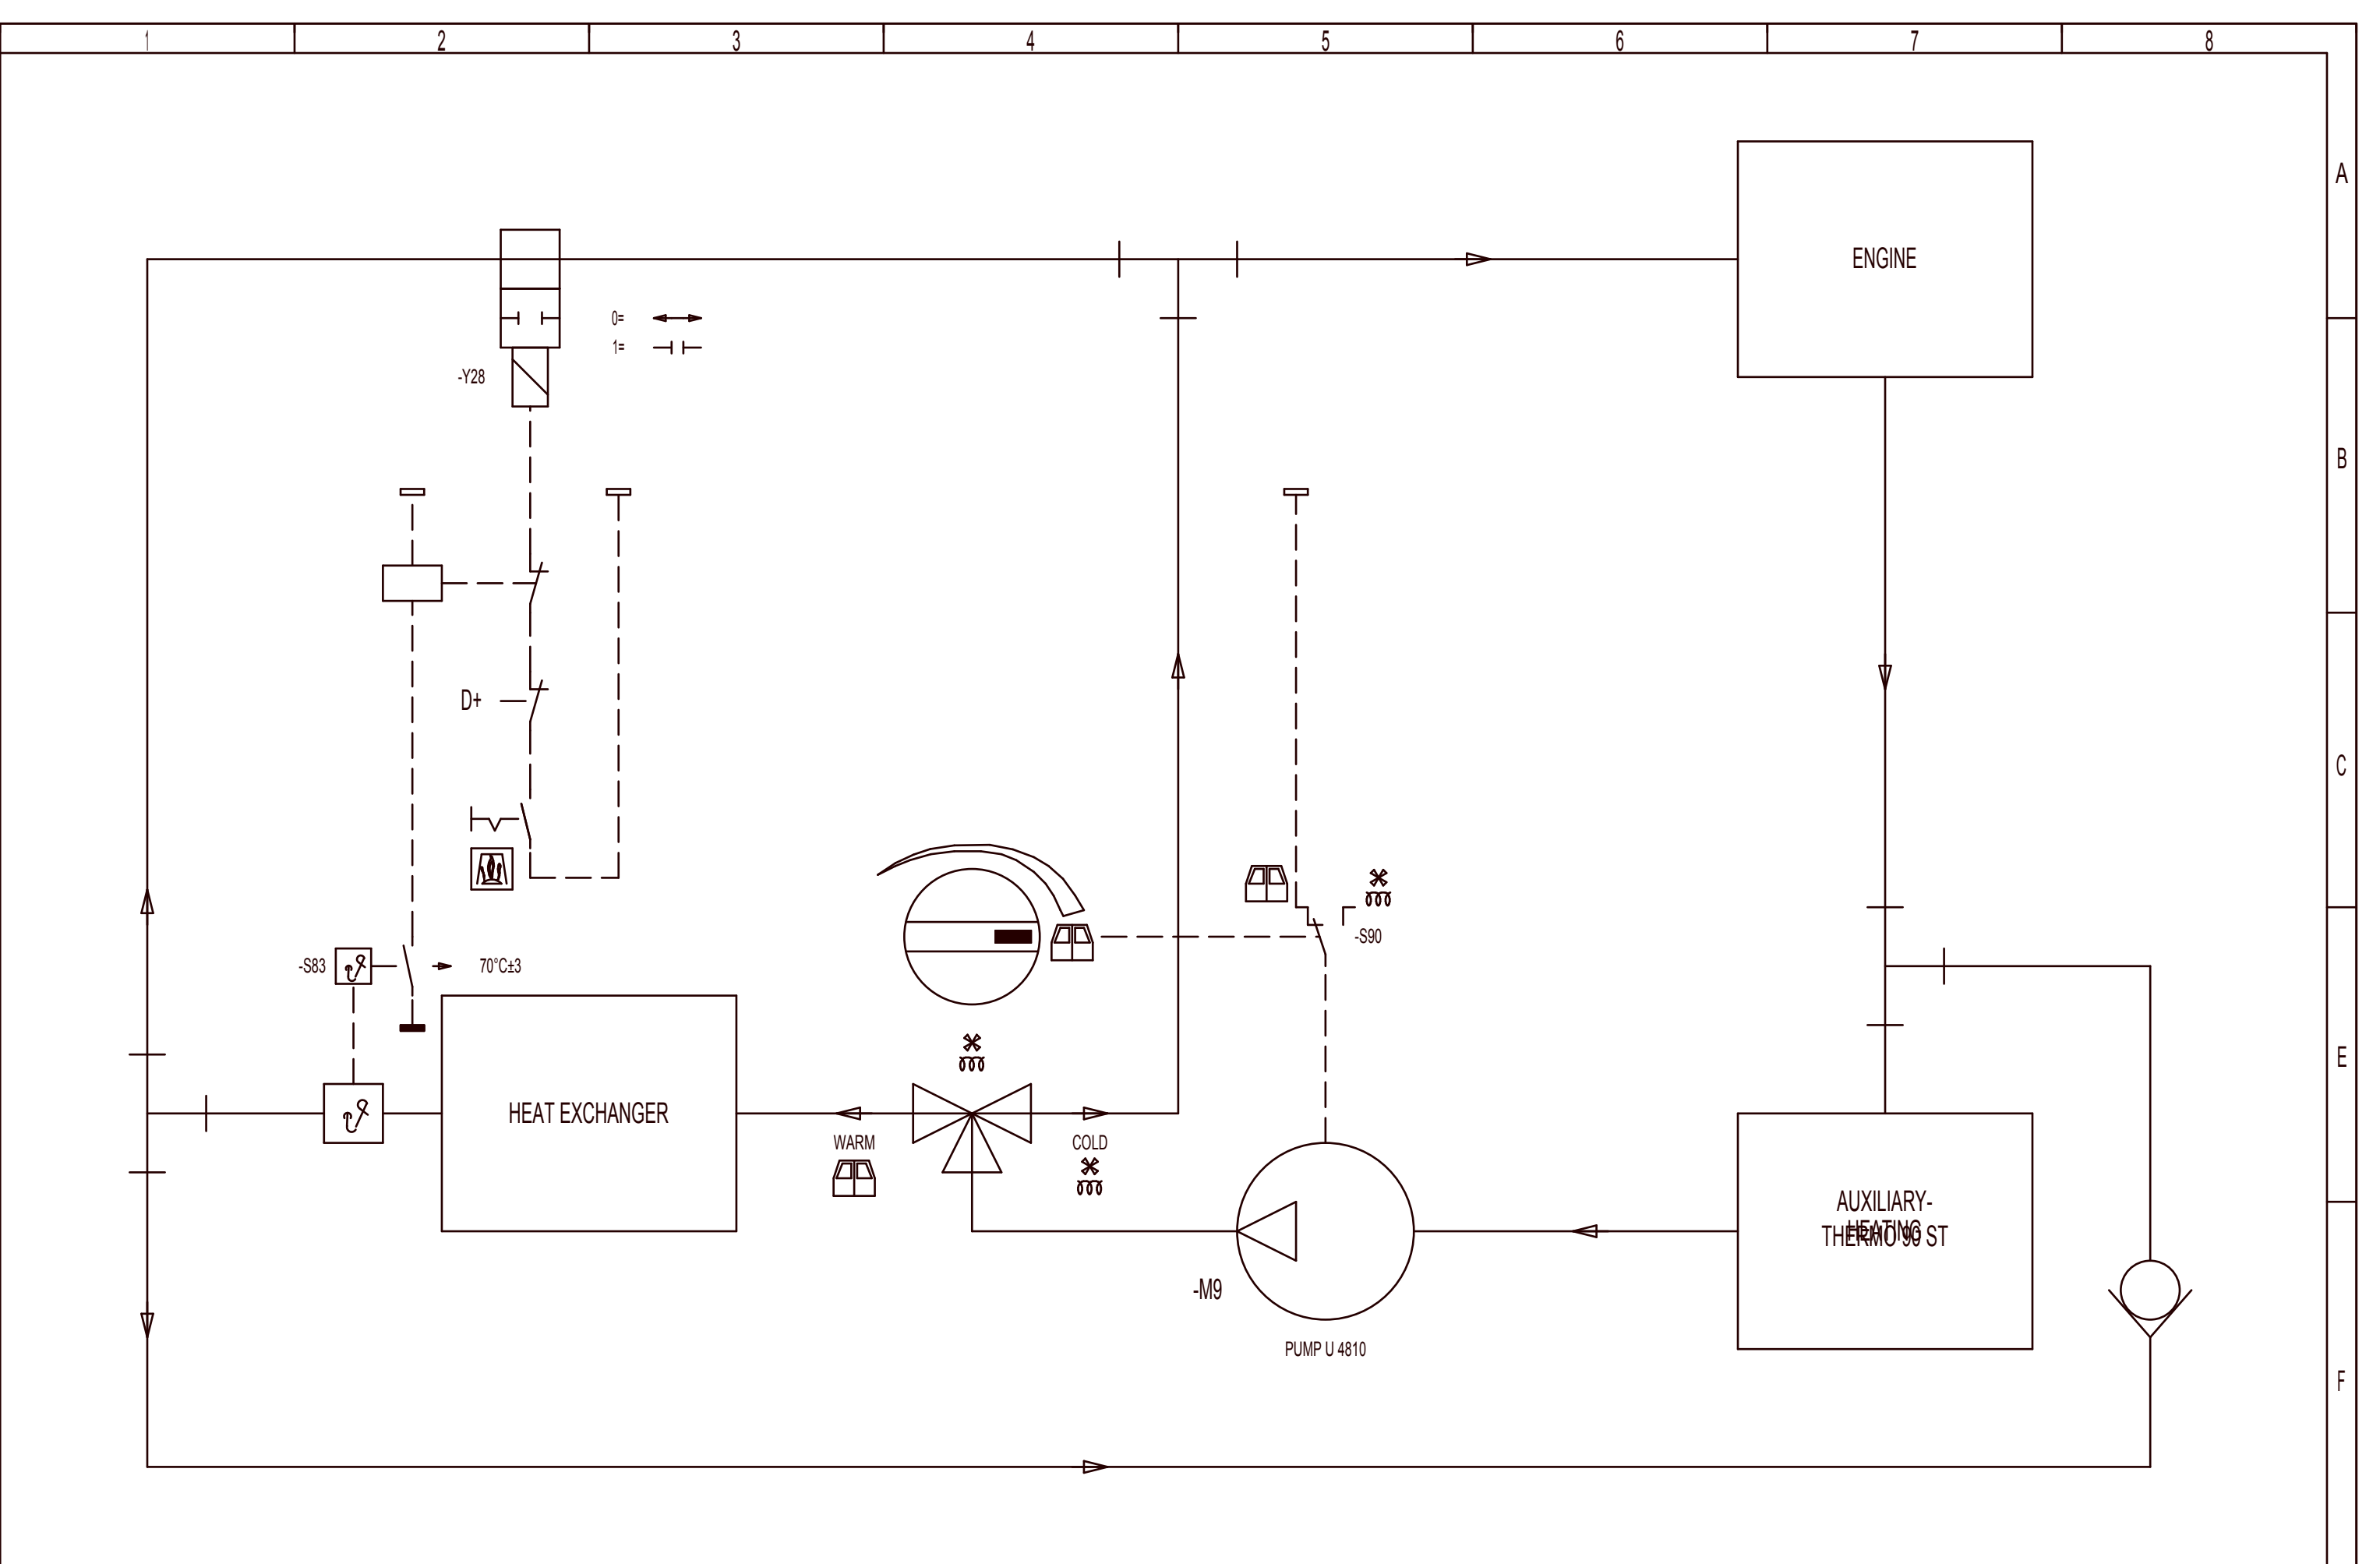 1 2 3 4 5 6 7 8
A
ENGINE
0=
1=
-Y28
B
D+
C
-S90
-S83
70°C±3
E
HEAT EXCHANGER
WARM
COLD
AUXILIARY-
HEATING
THERMO 90 ST
-M9
PUMP U 4810
F